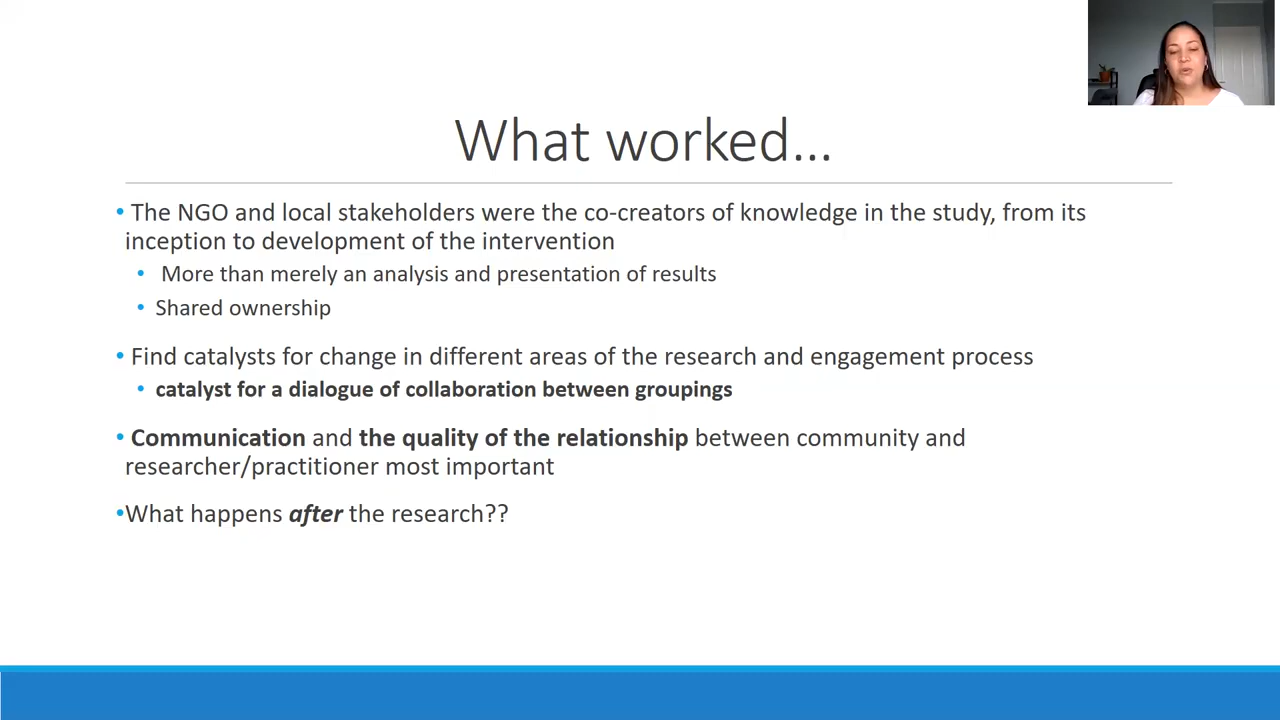 What worked...
• The NGO and local stakeholders were the co-creators of knowledge in the study, from its
inception to development of the intervention
• More than merely an analysis and presentation of results
• Shared ownership
• Find catalysts for change in different areas of the research and engagement process
• catalyst for a dialogue of collaboration between groupings
• Communication and the quality of the relationship between community and
researcher/practitioner most important
•What happens after the research??